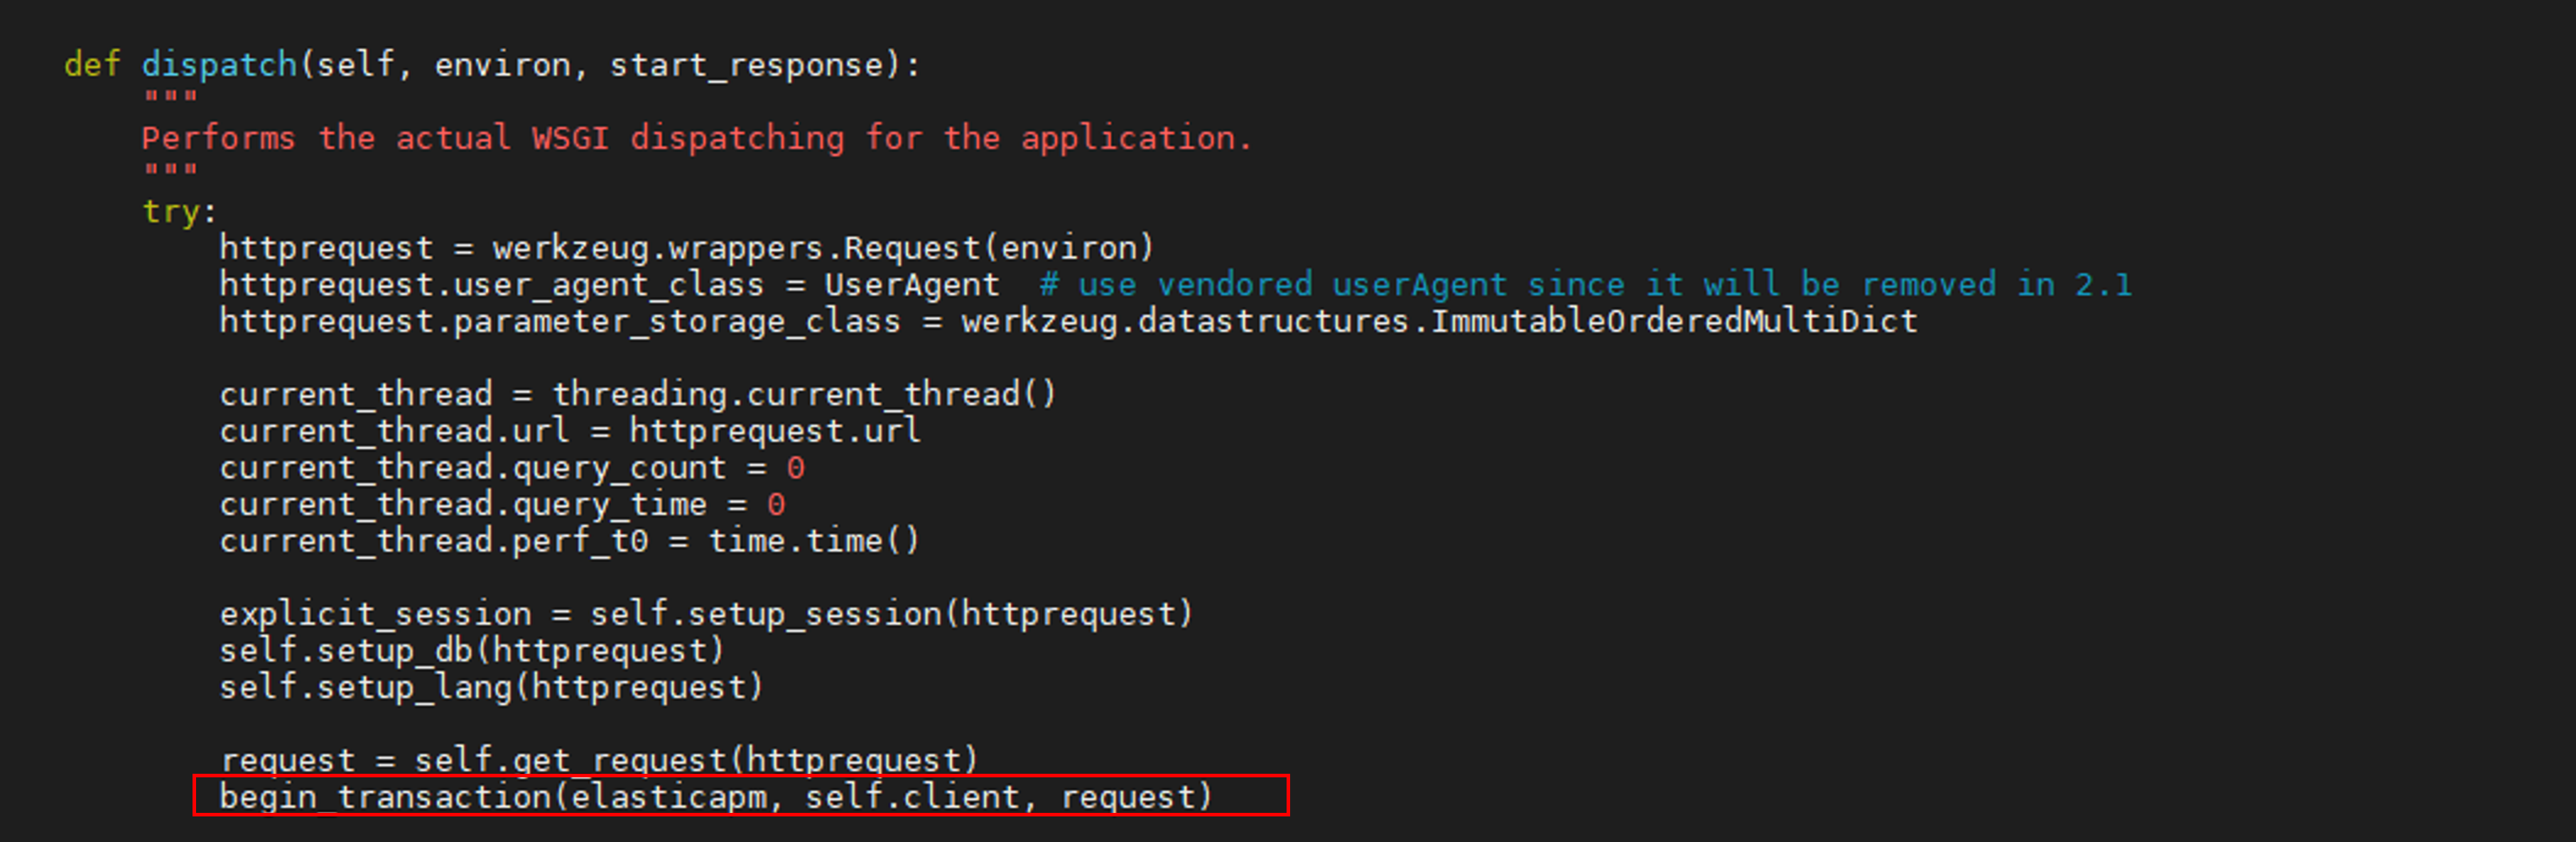 def dispatch(self, environ, start_response):
"""
Performs the actual WSGI dispatching for the application.
"""
try:
httprequest = werkzeug.wrappers.Request(environ)
httprequest.user_agent_class = UserAgent  # use vendored userAgent since it will be removed in 2.1
httprequest.parameter_storage_class = werkzeug.datastructures.ImmutableOrderedMultiDict
current_thread = threading.current_thread()
current_thread.url = httprequest.url
current_thread.query_count = 0
current_thread.query_time = 0
current_thread.perf_t0 = time.time()
explicit_session = self.setup_session(httprequest)
self.setup_db(httprequest)
self.setup_lang(httprequest)
request = self.get_request(httprequest)
begin_transaction(elasticapm, self.client, request)